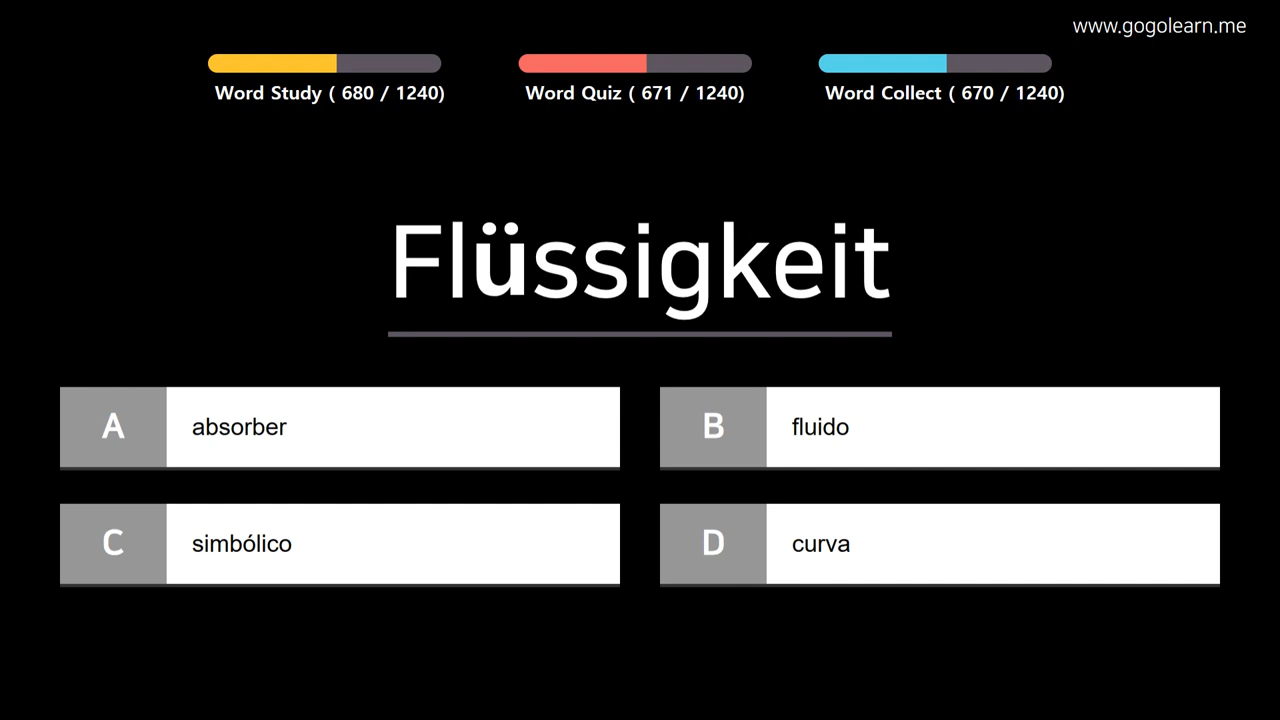 www.gogolearn.me
Word Study ( 680 / 1240)
Word Quiz ( 671 / 1240)
Word Collect ( 670 / 1240)
Flüssigkeit
A absorber
B fluido
C simbólico
D curva